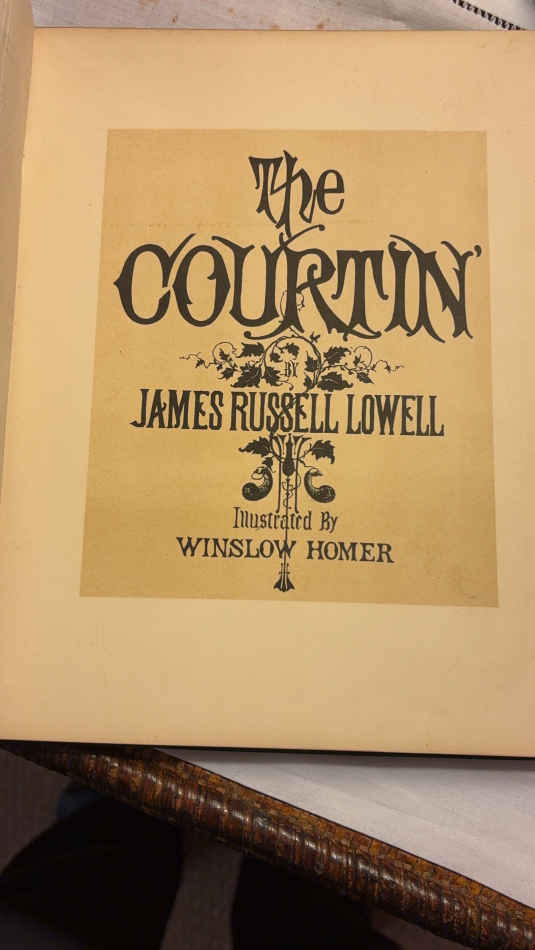 The
COURTIN'
BY
JAMES RUSSELL LOWELL
Illustrated By
WINSLOW HOMER